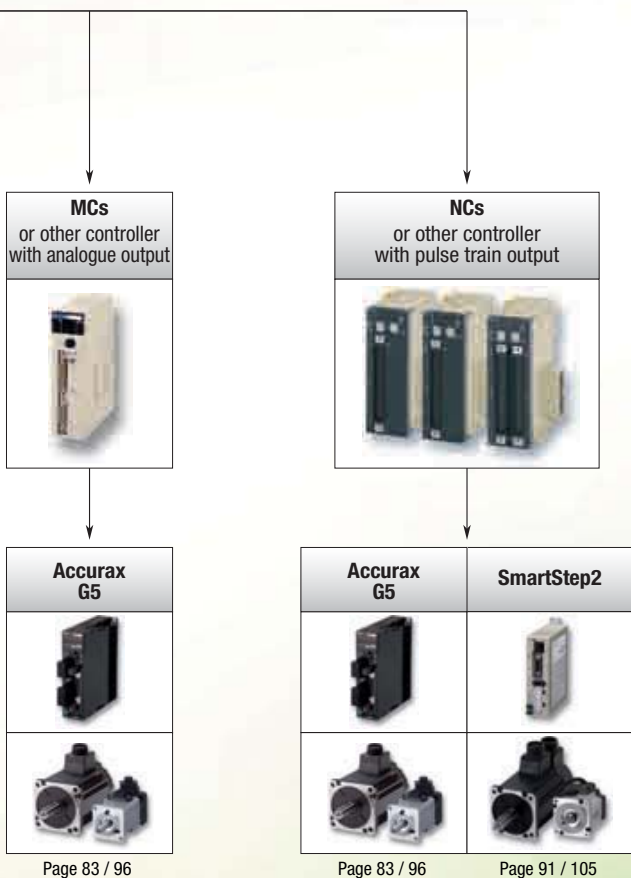 MCs
or other controller
with analogue output
NCs
or other controller
with pulse train output
Accurax
G5
Accurax
G5
SmartStep2
Page 83 / 96
Page 83 / 96
Page 91 / 105